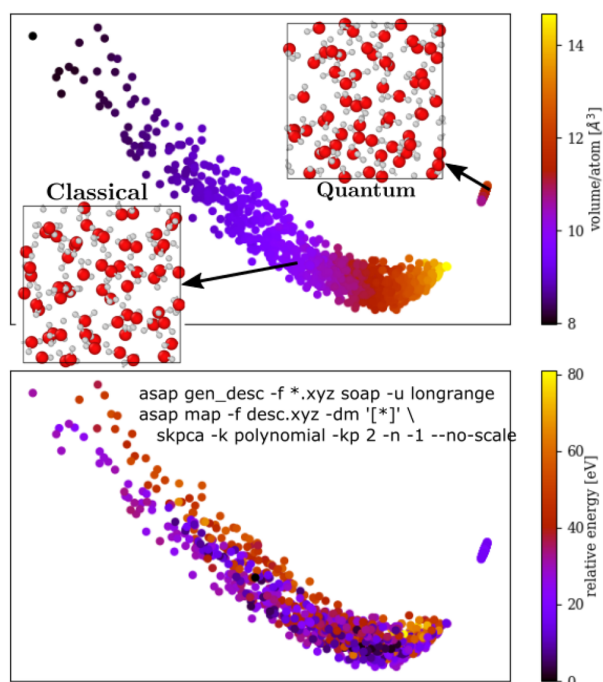 Quantum
Classical
14
12
10
8
volume/atom [Å³]
asap gen_desc -f *.xyz soap -u longrange
asap map -f desc.xyz -dm '[*]' \
skpca -k polynomial -kp 2 -n -1 --no-scale
80
60
40
20
0
relative energy [eV]